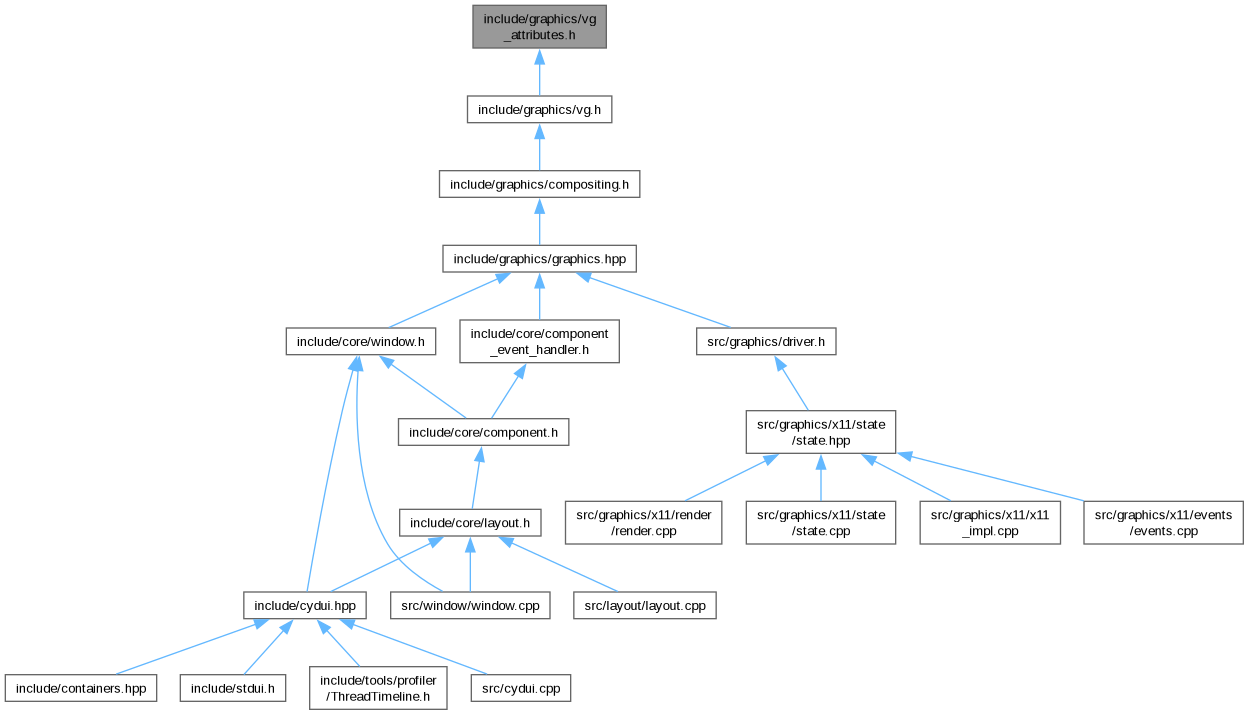 include/graphics/vg
_attributes.h
include/graphics/vg.h
include/graphics/compositing.h
include/graphics/graphics.hpp
include/core/window.h
include/core/component
_event_handler.h
src/graphics/driver.h
include/core/component.h
src/graphics/x11/state
/state.hpp
include/core/layout.h
src/graphics/x11/render
/render.cpp
src/graphics/x11/state
/state.cpp
src/graphics/x11/x11
_impl.cpp
src/graphics/x11/events
/events.cpp
include/cydui.hpp
src/window/window.cpp
src/layout/layout.cpp
include/containers.hpp
include/stdui.h
include/tools/profiler
/ThreadTimeline.h
src/cydui.cpp